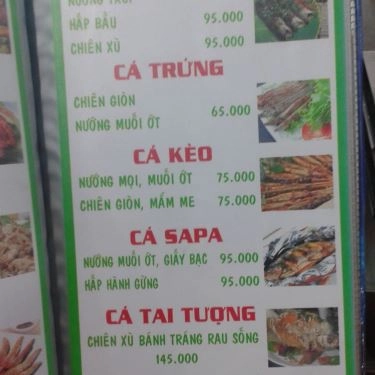 NƯỚNG TRUI
HẤP BẦU 95.000
CHIÊN XÙ 95.000
CÁ TRỨNG
CHIÊN GIÒN
NƯỚNG MUỐI ỚT 65.000
CÁ KÈO
NƯỚNG MỌI, MUỐI ỚT 75.000
CHIÊN GIÒN, MẮM ME 75.000
CÁ SAPA
NƯỚNG MUỐI ỚT, GIẤY BẠC 95.000
HẤP HÀNH GỪNG 95.000
CÁ TAI TƯỢNG
CHIÊN XÙ BÁNH TRÁNG RAU SỐNG
145.000